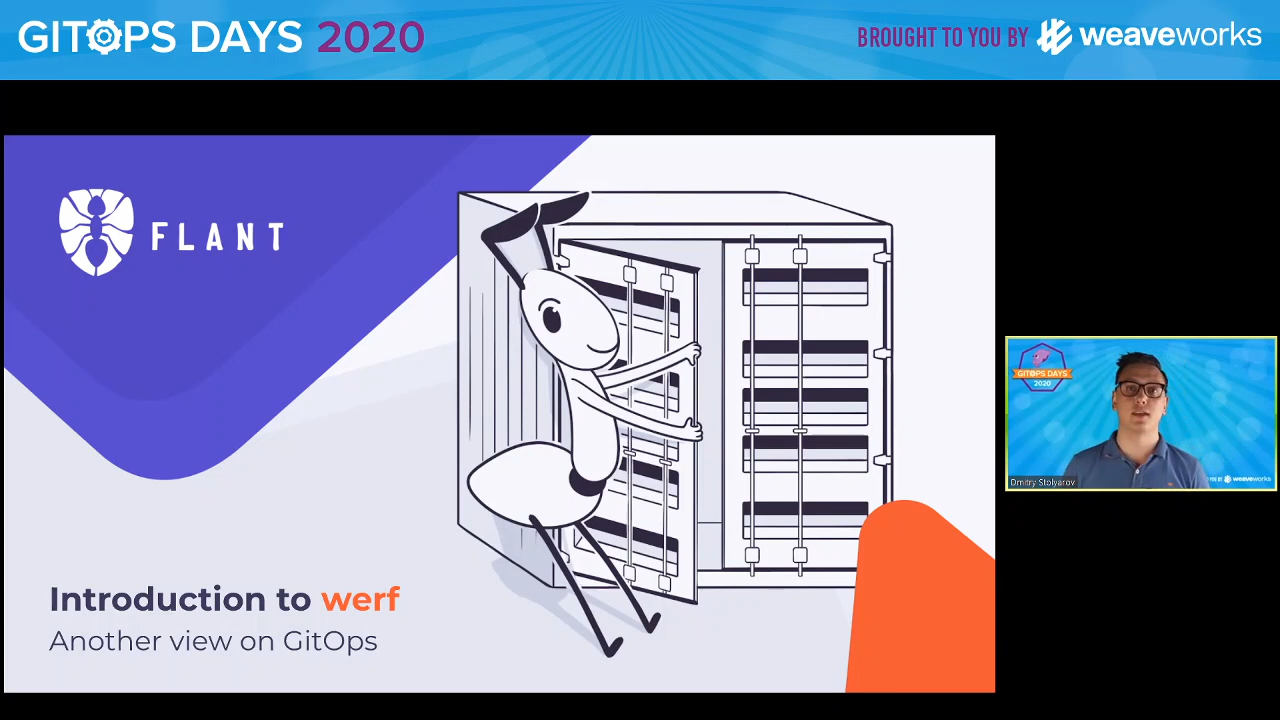 GITOPS DAYS 2020
BROUGHT TO YOU BY weaveworks
FLANT
GITOPS DAYS
2020
Dmitry Stolyarov
weaveworks
Introduction to werf
Another view on GitOps